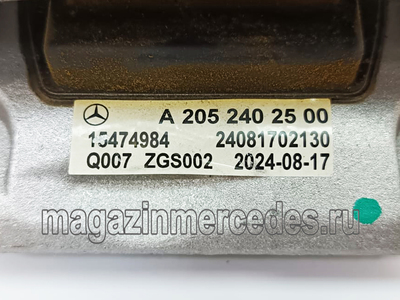 A 205 240 25 00
15474984 24081702130
Q007 ZGS002 2024-08-17
magazinmercedes.ru